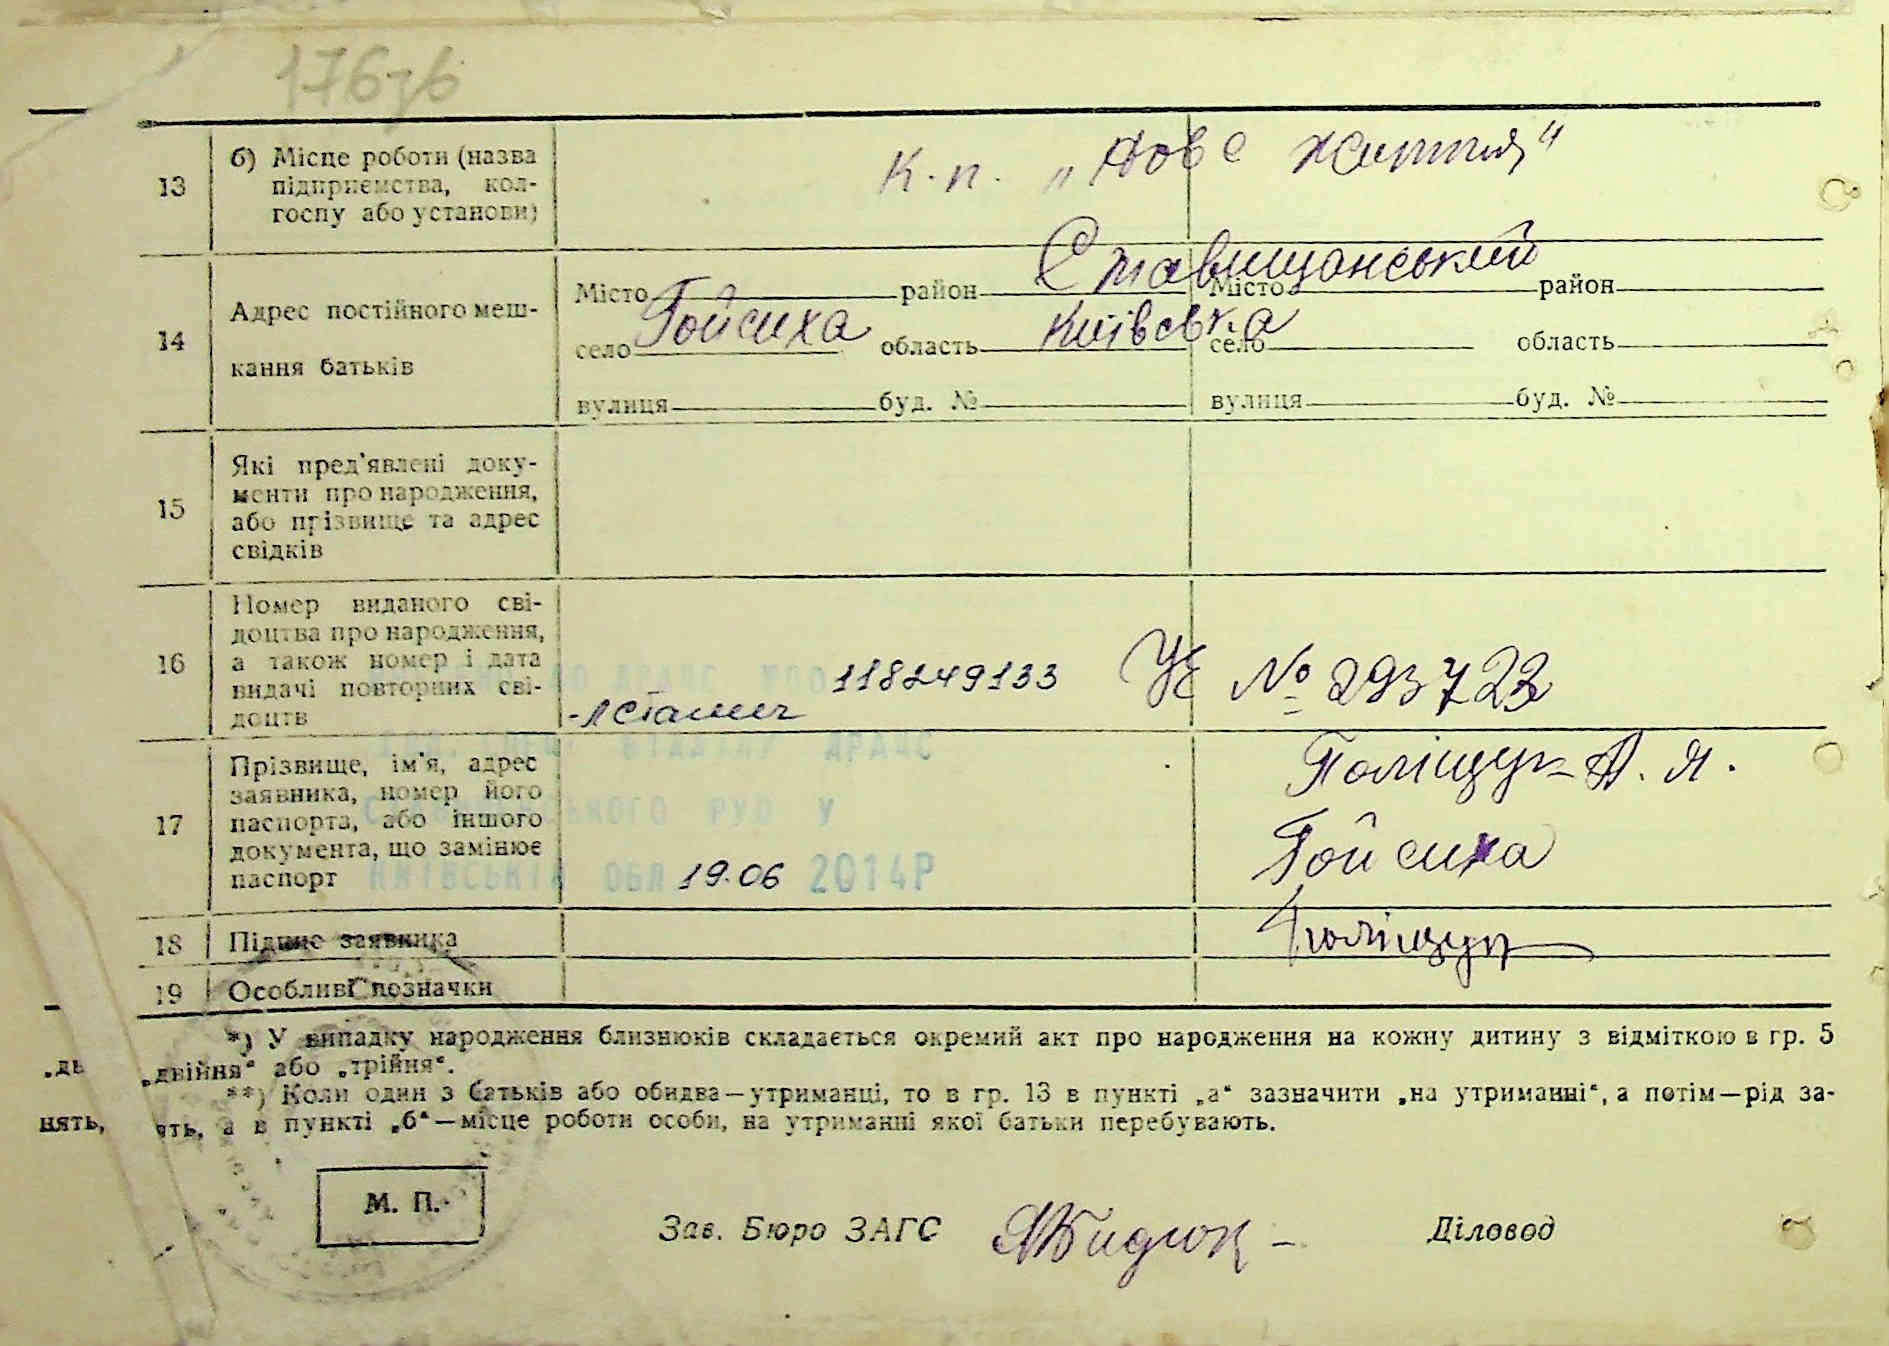 176зв
13
б) Місце роботи (назва
підприємства, кол-
госпу або установи)
к.п. „Нове життя"
14
Адрес постійного меш-
кання батьків
Місто район Ставищанський
село Гойсиха область Київська
вулиця буд. №
Місто район
село область
вулиця буд. №
15
Які пред'явлені доку-
менти про народження,
або прізвище та адрес
свідків
16
Номер виданого сві-
доцтва про народження,
а також номер і дата
видачі повторних сві-
доцтв
118249133
УЕ № 293723
17
Прізвище, ім'я, адрес
заявника, номер його
паспорта, або іншого
документа, що замінює
паспорт
ВІДДІЛУ ДРАЦС
РУЮ У
КИЇВСЬКІЙ ОБЛ 19.06 2014Р
Поліщук А. Я.
Гойсиха
18
Підпис заявника
Поліщук
19
Особливі позначки
*) У випадку народження близнюків складається окремий акт про народження на кожну дитину з відміткою в гр. 5
„двійня" або „трійня".
**) Коли один з батьків або обидва—утриманці, то в гр. 13 в пункті „а" зазначити „на утриманні", а потім—рід за-
нять, а в пункті „б"—місце роботи особи, на утриманні якої батьки перебувають.
М. П.
Зав. Бюро ЗАГС
Діловод